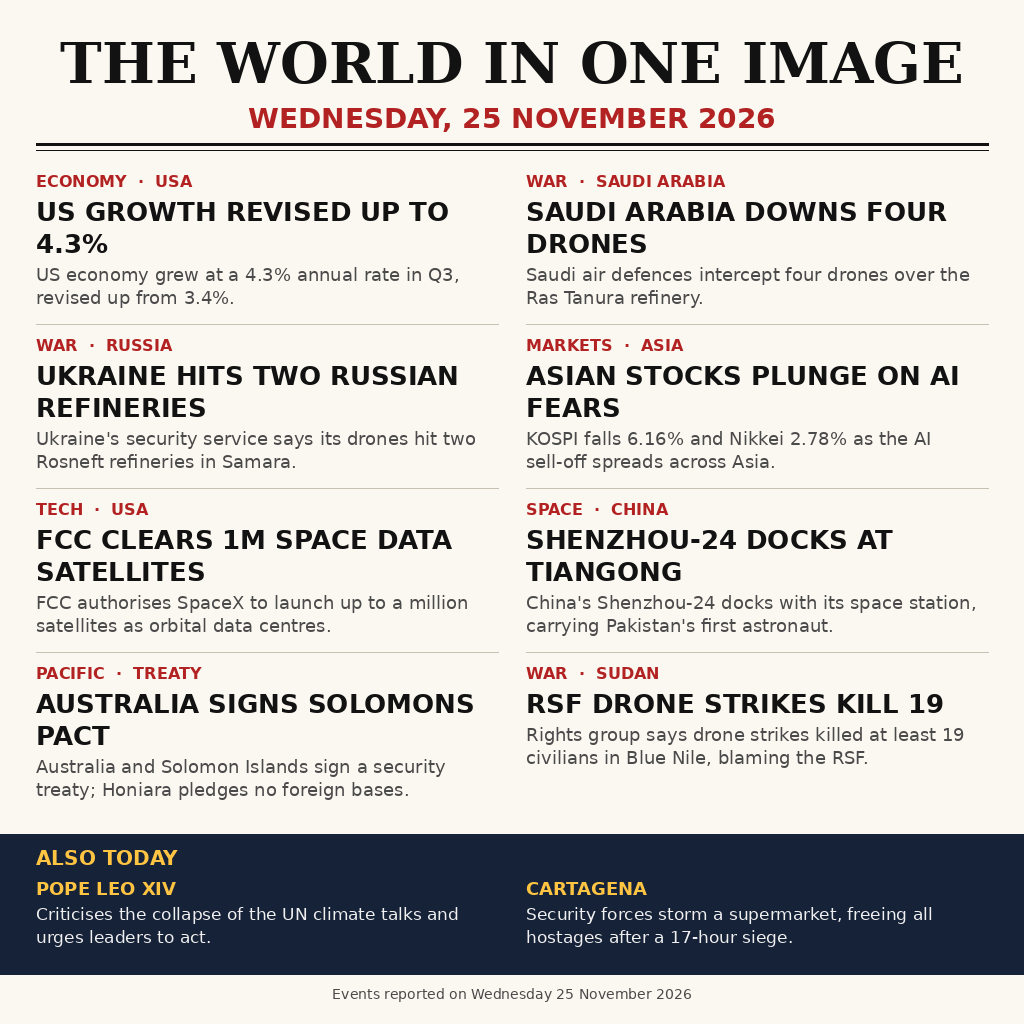 THE WORLD IN ONE IMAGE
WEDNESDAY, 25 NOVEMBER 2026
ECONOMY · USA
US GROWTH REVISED UP TO
4.3%
US economy grew at a 4.3% annual rate in Q3,
revised up from 3.4%.
WAR · SAUDI ARABIA
SAUDI ARABIA DOWNS FOUR
DRONES
Saudi air defences intercept four drones over the
Ras Tanura refinery.
WAR · RUSSIA
UKRAINE HITS TWO RUSSIAN
REFINERIES
Ukraine's security service says its drones hit two
Rosneft refineries in Samara.
MARKETS · ASIA
ASIAN STOCKS PLUNGE ON AI
FEARS
KOSPI falls 6.16% and Nikkei 2.78% as the AI
sell-off spreads across Asia.
TECH · USA
FCC CLEARS 1M SPACE DATA
SATELLITES
FCC authorises SpaceX to launch up to a million
satellites as orbital data centres.
SPACE · CHINA
SHENZHOU-24 DOCKS AT
TIANGONG
China's Shenzhou-24 docks with its space station,
carrying Pakistan's first astronaut.
PACIFIC · TREATY
AUSTRALIA SIGNS SOLOMONS
PACT
Australia and Solomon Islands sign a security
treaty; Honiara pledges no foreign bases.
WAR · SUDAN
RSF DRONE STRIKES KILL 19
Rights group says drone strikes killed at least 19
civilians in Blue Nile, blaming the RSF.
ALSO TODAY
POPE LEO XIV
Criticises the collapse of the UN climate talks and
urges leaders to act.
CARTAGENA
Security forces storm a supermarket, freeing all
hostages after a 17-hour siege.
Events reported on Wednesday 25 November 2026